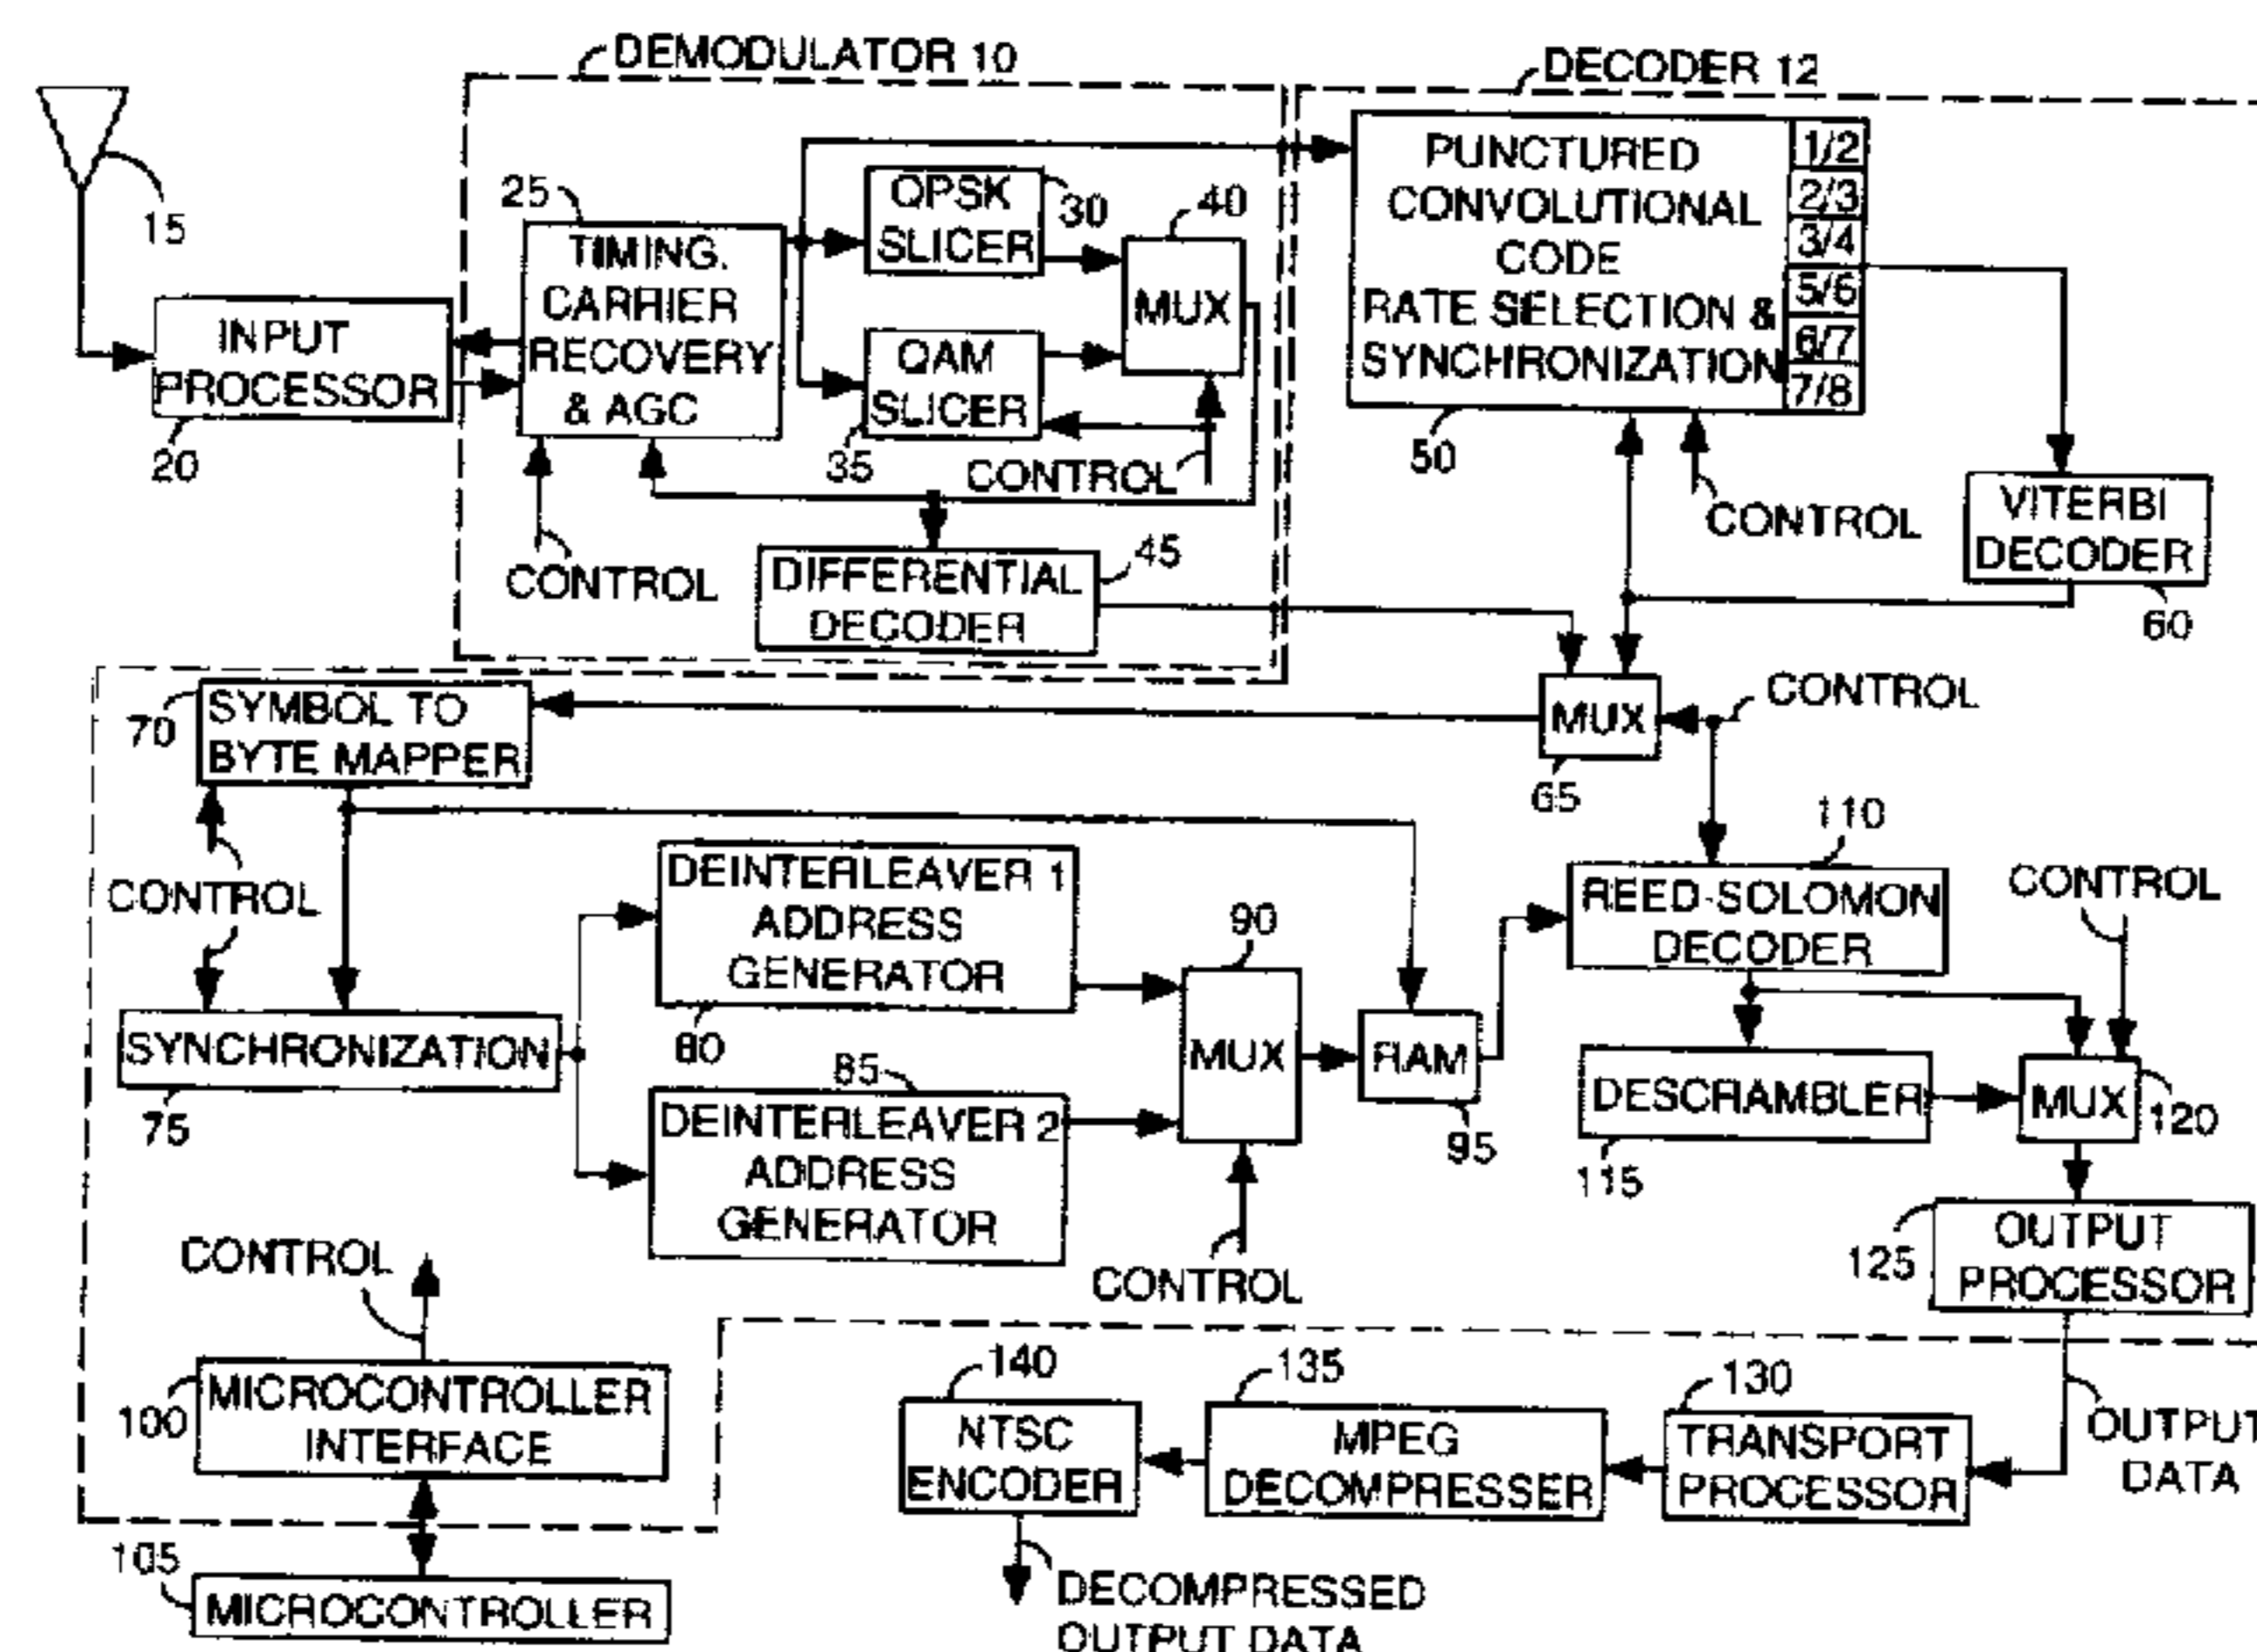 DEMODULATOR 10
DECODER 12
15
INPUT
PROCESSOR
20
25
TIMING,
CARRIER
RECOVERY
& AGC
CONTROL
QPSK
SLICER
30
QAM
SLICER
35
40
MUX
CONTROL
DIFFERENTIAL
DECODER
45
PUNCTURED
CONVOLUTIONAL
CODE
RATE SELECTION &
SYNCHRONIZATION
1/2
2/3
3/4
5/6
6/7
7/8
50
CONTROL
VITERBI
DECODER
60
MUX
65
CONTROL
70
SYMBOL TO
BYTE MAPPER
CONTROL
SYNCHRONIZATION
75
DEINTERLEAVER 1
ADDRESS
GENERATOR
80
85
DEINTERLEAVER 2
ADDRESS
GENERATOR
90
MUX
CONTROL
RAM
95
110
REED-SOLOMON
DECODER
CONTROL
DESCRAMBLER
115
MUX
120
125
OUTPUT
PROCESSOR
OUTPUT
DATA
CONTROL
100
MICROCONTROLLER
INTERFACE
105
MICROCONTROLLER
140
NTSC
ENCODER
135
MPEG
DECOMPRESSER
130
TRANSPORT
PROCESSOR
DECOMPRESSED
OUTPUT DATA